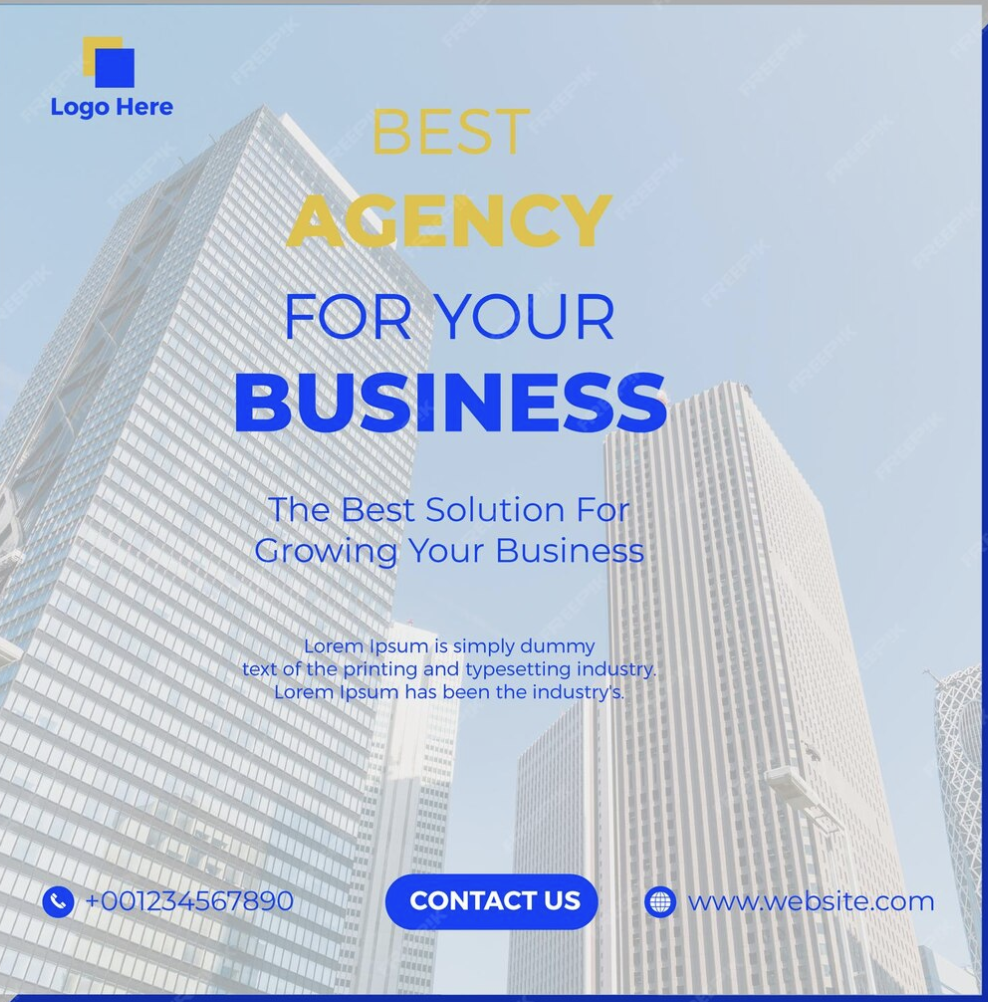 Logo Here
BEST
AGENCY
FOR YOUR
BUSINESS
The Best Solution For
Growing Your Business
Lorem Ipsum is simply dummy
text of the printing and typesetting industry.
Lorem Ipsum has been the industry's.
+001234567890
CONTACT US
www.website.com
FREEPIK